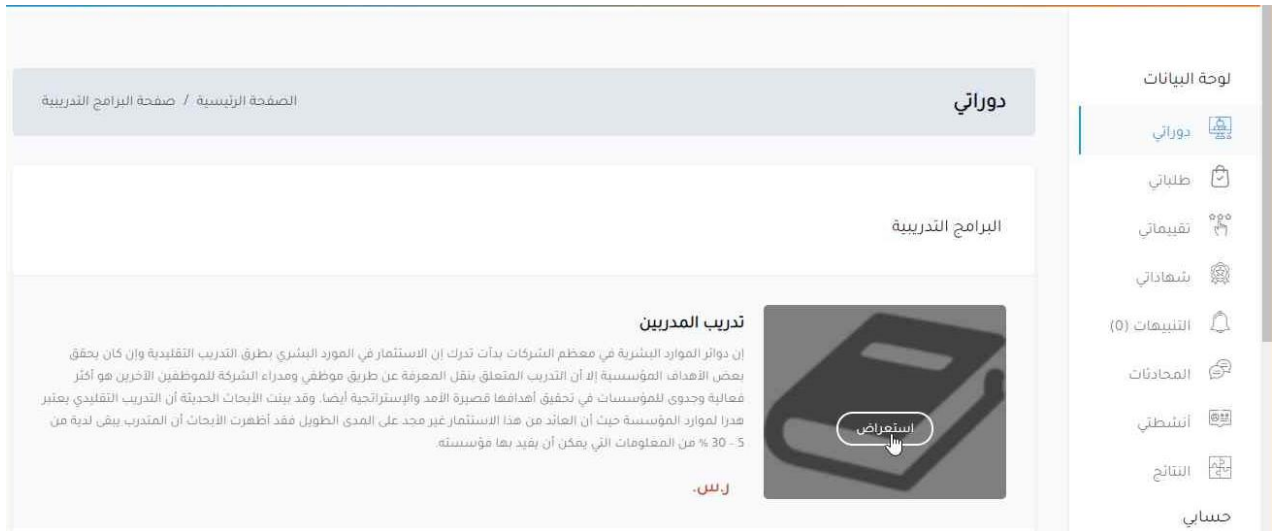 لوحة البيانات
دوراتي
طلباتي
تقييماتي
شهاداتي
التنبيهات (0)
المحادثات
أنشطتي
النتائج
حسابي
دوراتي
الصفحة الرئيسية / صفحة البرامج التدريبية
البرامج التدريبية
استعراض
تدريب المدربين
إن دوائر الموارد البشرية في معظم الشركات بدأت تدرك إن الاستثمار في المورد البشري بطرق التدريب التقليدية وإن كان يحقق
بعض الأهداف المؤسسية إلا أن التدريب المتعلق بنقل المعرفة عن طريق موظفي ومدراء الشركة للموظفين الآخرين هو أكثر
فعالية وجدوى للمؤسسات في تحقيق أهدافها قصيرة الأمد والإستراتجية أيضا. وقد بينت الأبحاث الحديثة أن التدريب التقليدي يعتبر
هدرا لموارد المؤسسة حيث أن العائد من هذا الاستثمار غير مجد على المدى الطويل فقد أظهرت الأبحاث أن المتدرب يبقى لدية من
5 - 30 % من المعلومات التي يمكن أن يفيد بها مؤسسته.
ر.س.